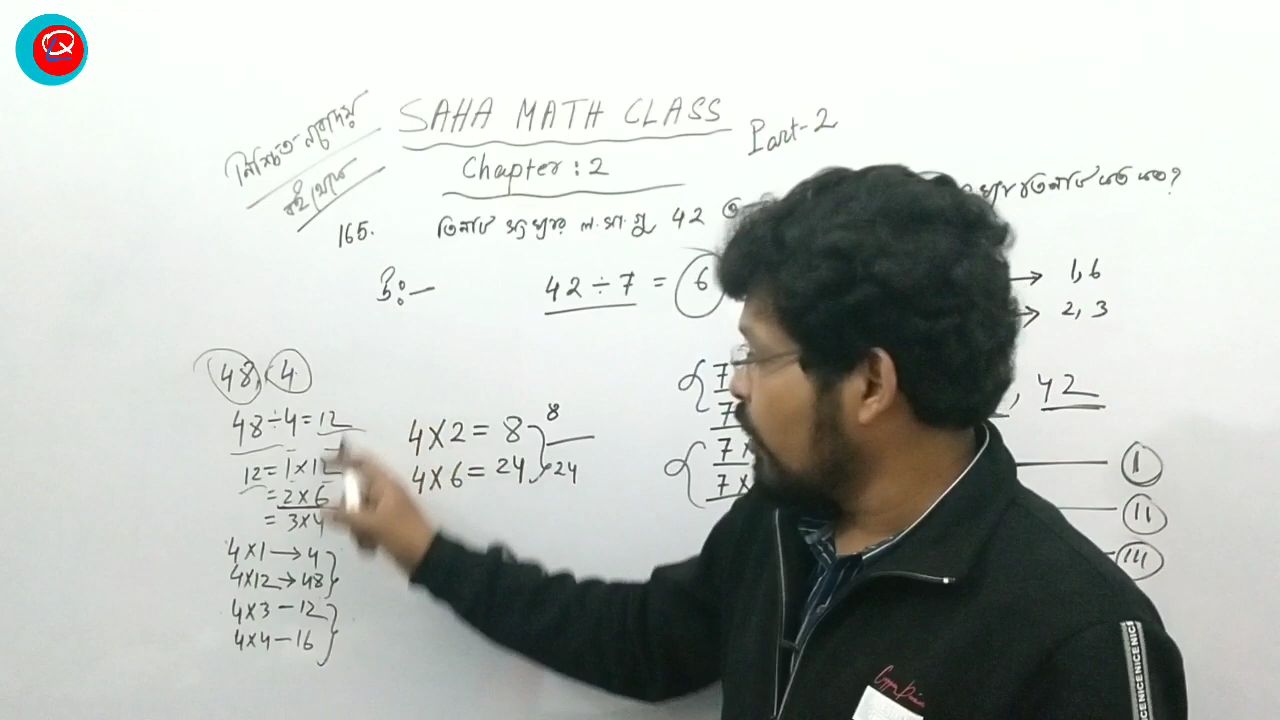 SAHA MATH CLASS
Part-2
নিশ্চিত নবোদয়
বই থেকে
Chapter : 2
165. তিনটি সংখ্যার ল.সা.গু 42
উঃ—
42 ÷ 7 = 6
→ 1, 6
→ 2, 3
48, 4
48 ÷ 4 = 12
12 = 1 × 12
= 2 × 6
= 3 × 4
4 × 1 → 4
4 × 12 → 48
4 × 3 – 12
4 × 4 – 16
4 × 2 = 8
4 × 6 = 24
8
24
7
7
7 ×
7 ×
, 42
I
II
III
NICENICENICE